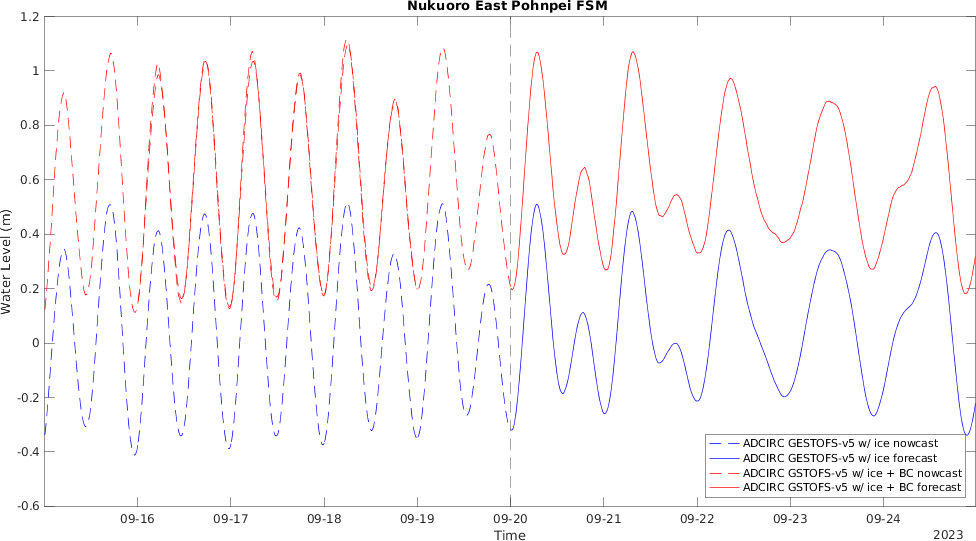 Nukuoro East Pohnpei FSM
1.2
1
0.8
0.6
0.4
0.2
0
-0.2
-0.4
-0.6
Water Level (m)
09-16 09-17 09-18 09-19 09-20 09-21 09-22 09-23 09-24
Time
2023
ADCIRC GESTOFS-v5 w/ ice nowcast
ADCIRC GESTOFS-v5 w/ ice forecast
ADCIRC GSTOFS-v5 w/ ice + BC nowcast
ADCIRC GSTOFS-v5 w/ ice + BC forecast